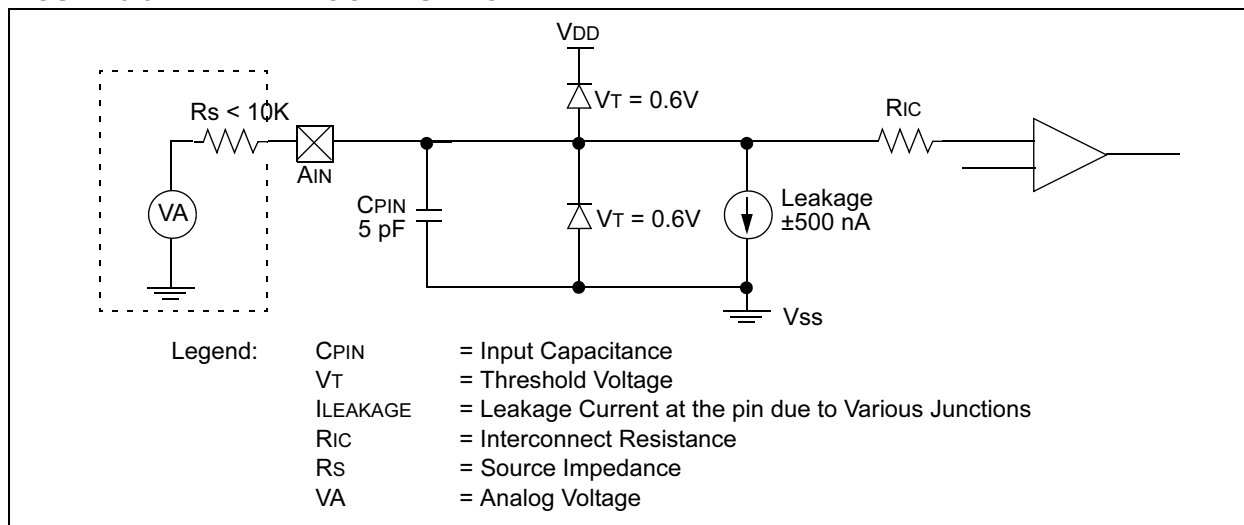 VDD
Rs < 10K
VT = 0.6V
RIC
AIN
VA
CPIN
5 pF
VT = 0.6V
Leakage
±500 nA
Vss
Legend:
CPIN = Input Capacitance
VT = Threshold Voltage
ILEAKAGE = Leakage Current at the pin due to Various Junctions
RIC = Interconnect Resistance
RS = Source Impedance
VA = Analog Voltage